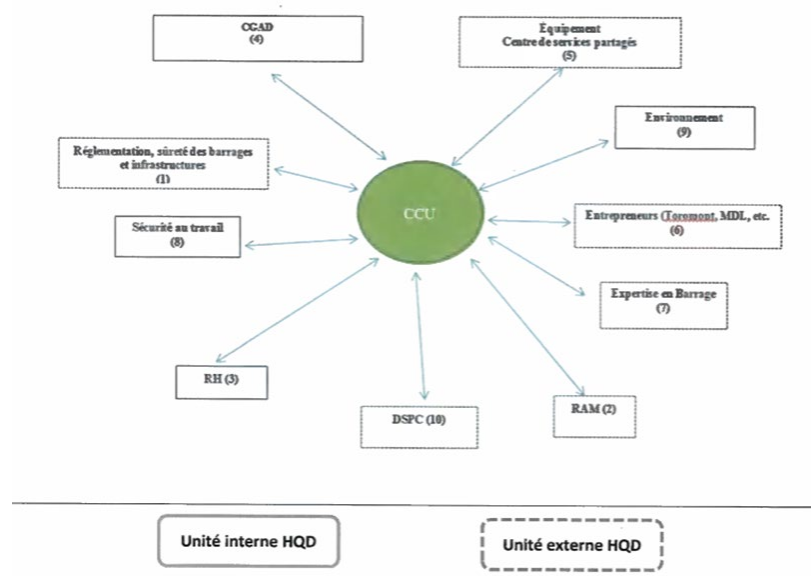 CGAD
(4)
Équipement
Centre de services partagés
(5)
Environnement
(9)
Réglementation, sûreté des barrages
et infrastructures
(1)
CCU
Entrepreneurs (Toromont, MDL, etc.
(6)
Sécurité au travail
(8)
Expertise en Barrage
(7)
RH (3)
DSPC (10)
RAM (2)
Unité interne HQD
Unité externe HQD